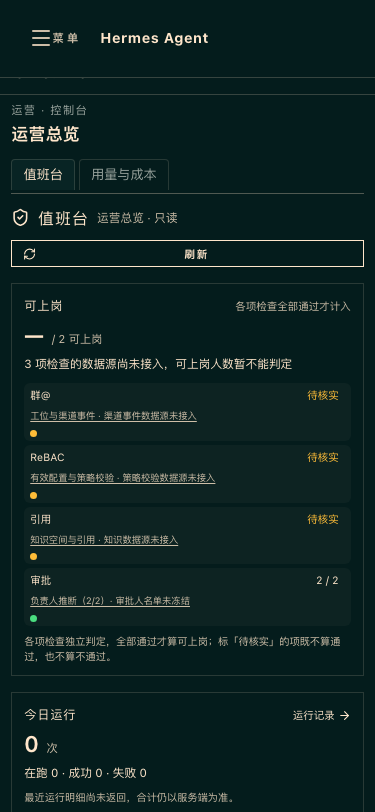 菜单 Hermes Agent
运营 · 控制台
运营总览
值班台 用量与成本
值班台 运营总览 · 只读
刷新
可上岗 各项检查全部通过才计入
— / 2 可上岗
3 项检查的数据源尚未接入，可上岗人数暂不能判定
群@ 待核实
工位与渠道事件 · 渠道事件数据源未接入
ReBAC 待核实
有效配置与策略校验 · 策略校验数据源未接入
引用 待核实
知识空间与引用 · 知识数据源未接入
审批 2 / 2
负责人推断（2/2） · 审批人名单未冻结
各项检查独立判定，全部通过才算可上岗；标「待核实」的项既不算通
过，也不算不通过。
今日运行 运行记录 →
0 次
在跑 0 · 成功 0 · 失败 0
最近运行明细尚未返回，合计仍以服务端为准。